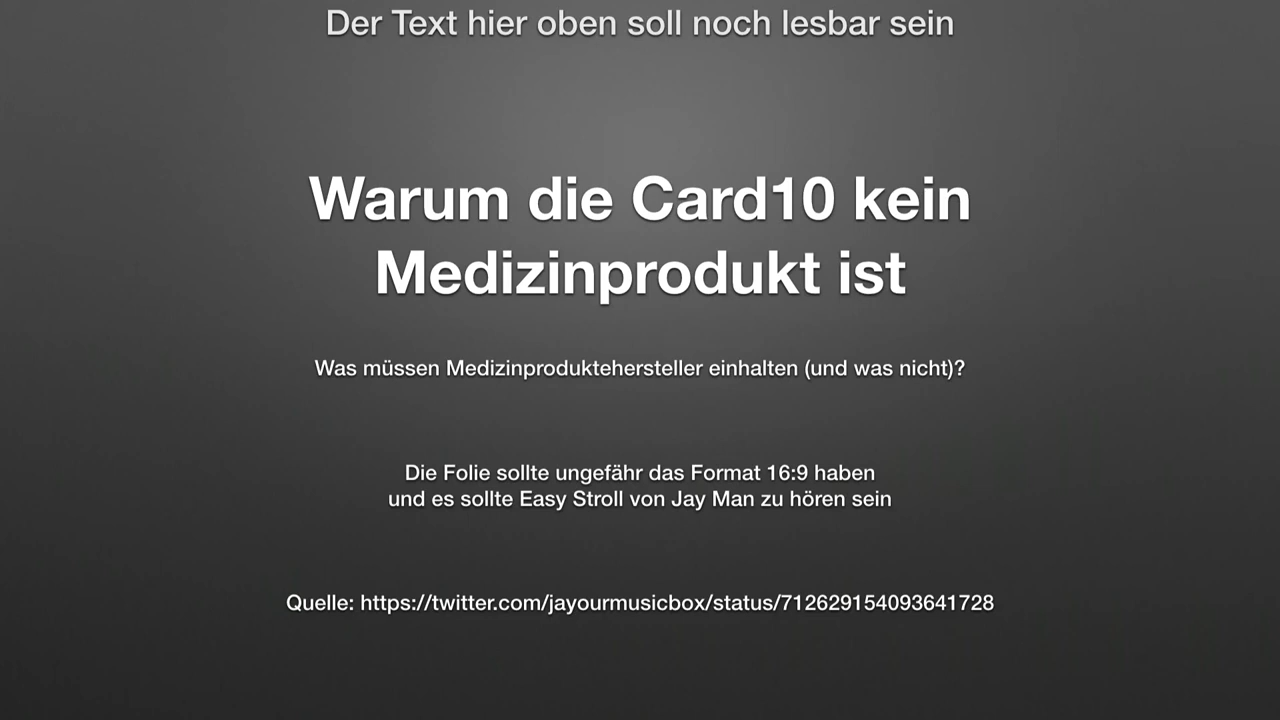 Der Text hier oben soll noch lesbar sein
Warum die Card10 kein
Medizinprodukt ist
Was müssen Medizinproduktehersteller einhalten (und was nicht)?
Die Folie sollte ungefähr das Format 16:9 haben
und es sollte Easy Stroll von Jay Man zu hören sein
Quelle: https://twitter.com/jayourmusicbox/status/712629154093641728